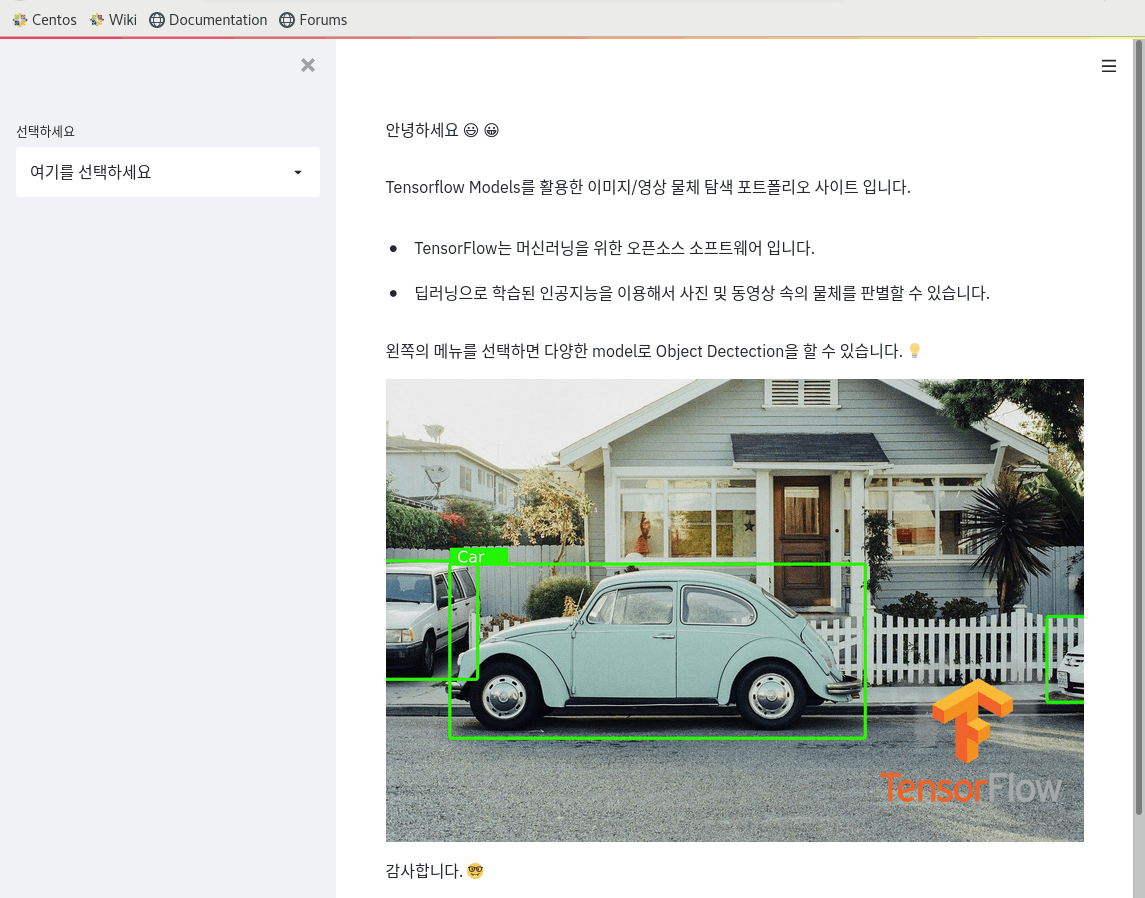 Centos Wiki Documentation Forums
선택하세요
여기를 선택하세요
안녕하세요 😃 😀
Tensorflow Models를 활용한 이미지/영상 물체 탐색 포트폴리오 사이트 입니다.
TensorFlow는 머신러닝을 위한 오픈소스 소프트웨어 입니다.
딥러닝으로 학습된 인공지능을 이용해서 사진 및 동영상 속의 물체를 판별할 수 있습니다.
왼쪽의 메뉴를 선택하면 다양한 model로 Object Dectection을 할 수 있습니다. 💡
Car
TensorFlow
감사합니다. 🤓